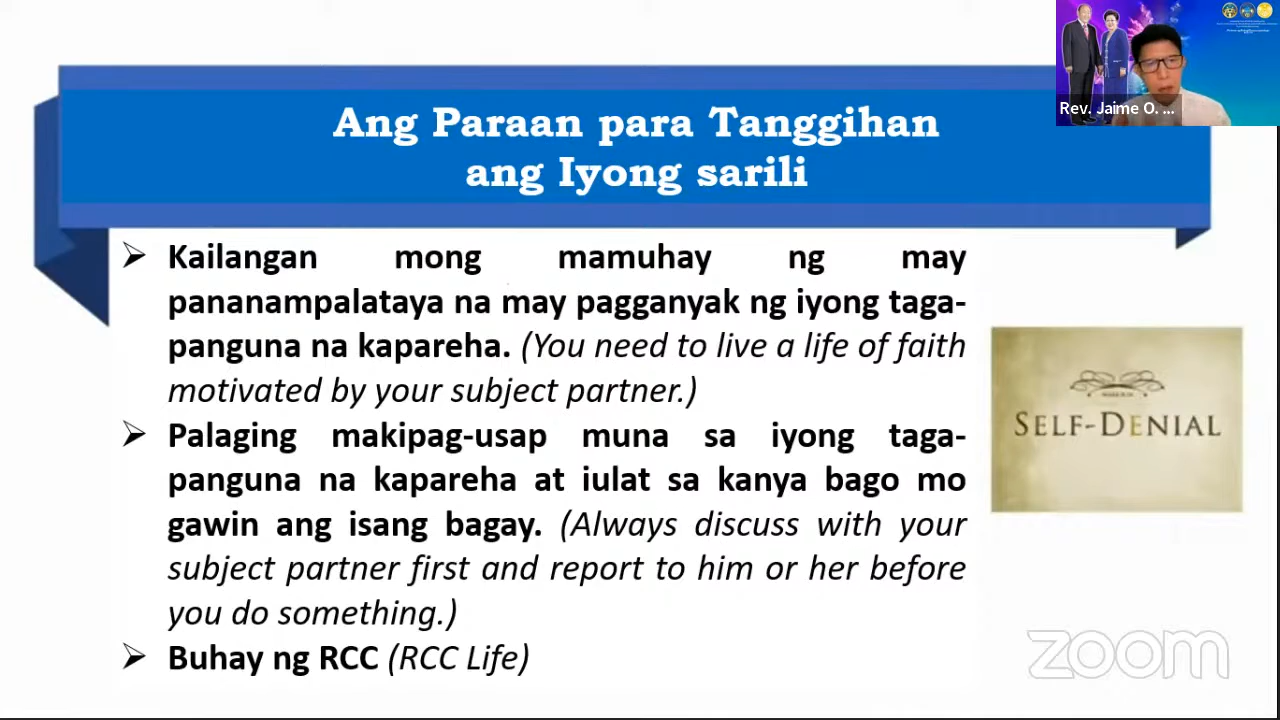 Ang Paraan para Tanggihan
ang Iyong sarili
Rev. Jaime O. ...
➢ Kailangan mong mamuhay ng may
pananampalataya na may pagganyak ng iyong taga-
panguna na kapareha. (You need to live a life of faith
motivated by your subject partner.)
➢ Palaging makipag-usap muna sa iyong taga-
panguna na kapareha at iulat sa kanya bago mo
gawin ang isang bagay. (Always discuss with your
subject partner first and report to him or her before
you do something.)
➢ Buhay ng RCC (RCC Life)
SELF-DENIAL
zoom